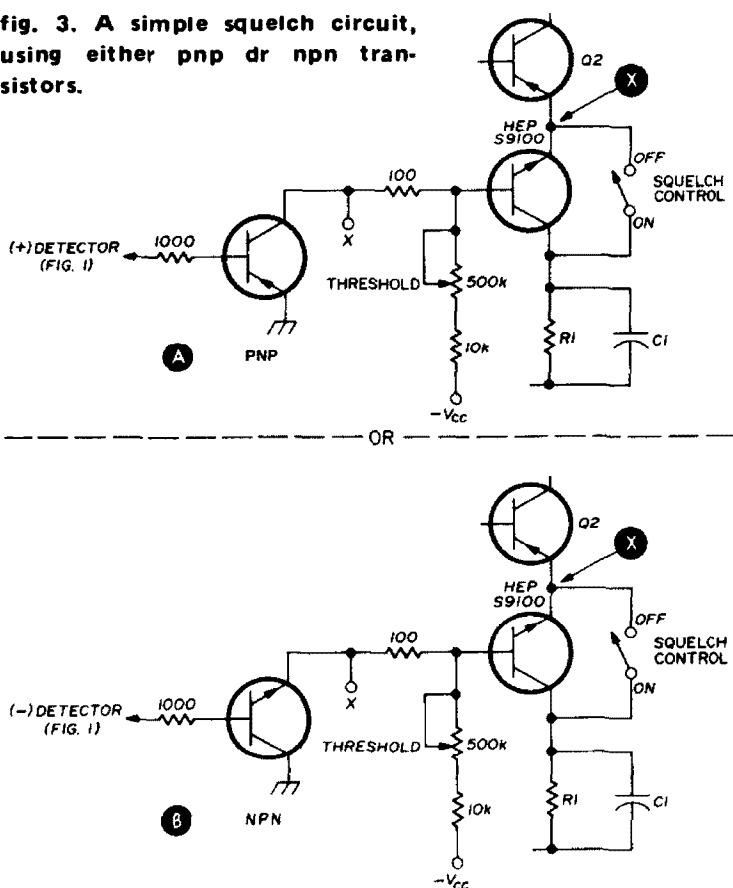 fig. 3. A simple squelch circuit,
using either pnp dr npn tran-
sistors.
Q2
X
HEP
S9100
OFF
SQUELCH
CONTROL
ON
100
X
(+) DETECTOR
(FIG. 1)
1000
THRESHOLD
500k
10k
R1
C1
A
PNP
-VCC
OR
Q2
X
HEP
S9100
OFF
SQUELCH
CONTROL
ON
100
X
(-) DETECTOR
(FIG. 1)
1000
THRESHOLD
500k
10k
R1
C1
B
NPN
-VCC